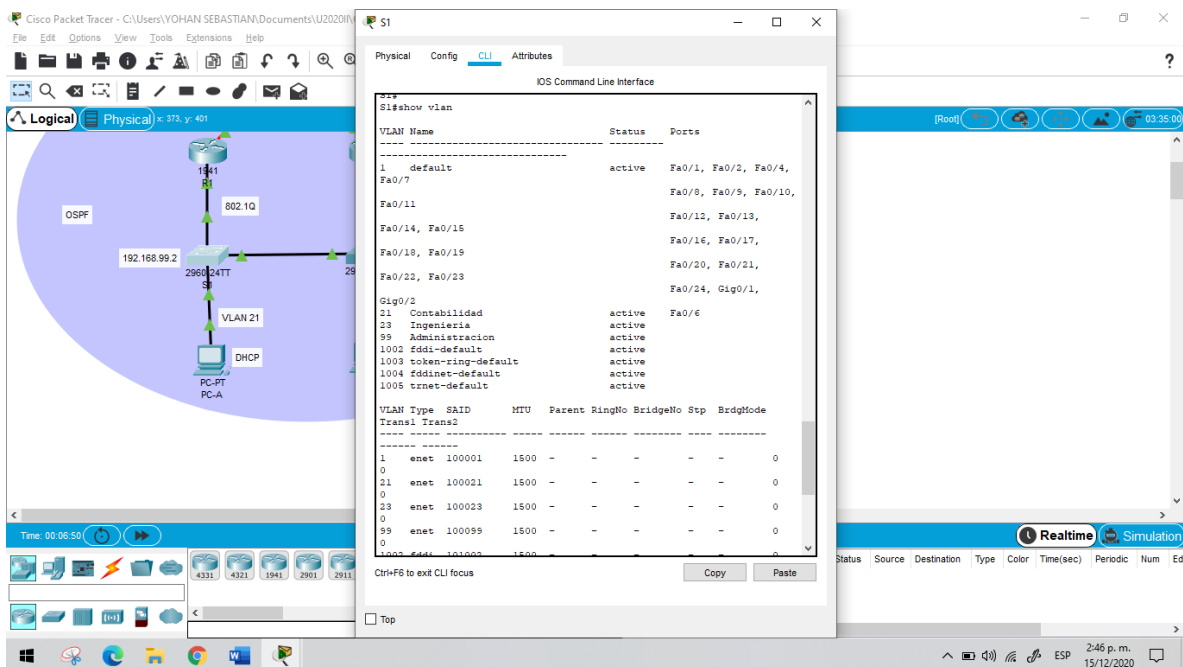 Cisco Packet Tracer - C:\Users\YOHAN SEBASTIAN\Documents\U2020II\
File Edit Options View Tools Extensions Help
Logical
Physical x: 373, y: 401
[Root]
03:35:00
1941
R1
802.1Q
OSPF
192.168.99.2
2960-24TT
S1
29
VLAN 21
DHCP
PC-PT
PC-A
S1
Physical Config CLI Attributes
IOS Command Line Interface
S1#
S1#show vlan
VLAN Name Status Ports
---- -------------------------------- ---------
-------------------------------
1 default active Fa0/1, Fa0/2, Fa0/4,
Fa0/7
Fa0/8, Fa0/9, Fa0/10,
Fa0/11
Fa0/12, Fa0/13,
Fa0/14, Fa0/15
Fa0/16, Fa0/17,
Fa0/18, Fa0/19
Fa0/20, Fa0/21,
Fa0/22, Fa0/23
Fa0/24, Gig0/1,
Gig0/2
21 Contabilidad active Fa0/6
23 Ingenieria active
99 Administracion active
1002 fddi-default active
1003 token-ring-default active
1004 fddinet-default active
1005 trnet-default active
VLAN Type SAID MTU Parent RingNo BridgeNo Stp BrdgMode
Trans1 Trans2
---- ----- ---------- ----- ------ ------ -------- ---- --------
------ ------
1 enet 100001 1500 - - - - - 0
0
21 enet 100021 1500 - - - - - 0
0
23 enet 100023 1500 - - - - - 0
0
99 enet 100099 1500 - - - - - 0
0
1002 fddi 101002 1500 - - - - - 0
Ctrl+F6 to exit CLI focus
Copy Paste
Top
Time: 00:06:50
Realtime Simulation
4331 4321 1941 2901 2911
Status Source Destination Type Color Time(sec) Periodic Num Ed
ESP
2:46 p. m.
15/12/2020